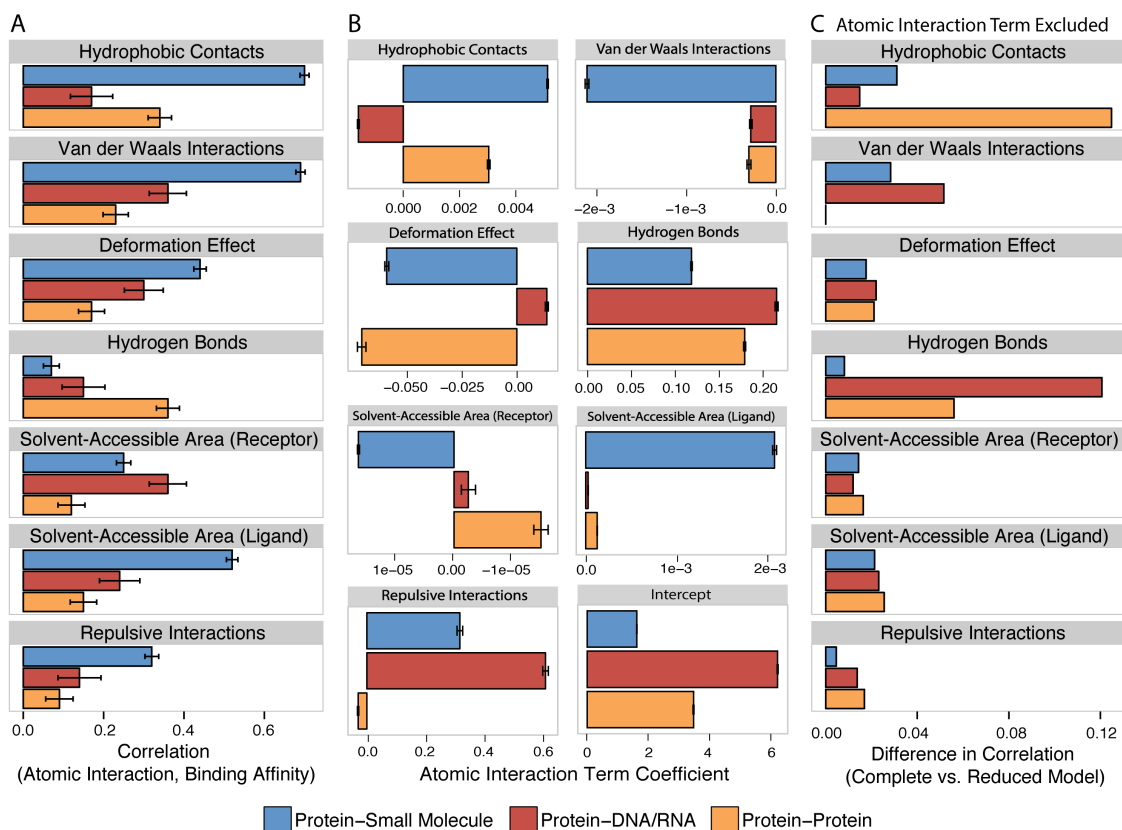 A
Hydrophobic Contacts
Van der Waals Interactions
Deformation Effect
Hydrogen Bonds
Solvent-Accessible Area (Receptor)
Solvent-Accessible Area (Ligand)
Repulsive Interactions
0.0 0.2 0.4 0.6
Correlation
(Atomic Interaction, Binding Affinity)
B
Hydrophobic Contacts
0.000 0.002 0.004
Van der Waals Interactions
-2e-3 -1e-3 0.0
Deformation Effect
-0.050 -0.025 0.00
Hydrogen Bonds
0.00 0.05 0.10 0.15 0.20
Solvent-Accessible Area (Receptor)
1e-05 0.00 -1e-05
Solvent-Accessible Area (Ligand)
0.0 1e-3 2e-3
Repulsive Interactions
0.0 0.2 0.4 0.6
Intercept
0 2 4 6
Atomic Interaction Term Coefficient
C
Atomic Interaction Term Excluded
Hydrophobic Contacts
Van der Waals Interactions
Deformation Effect
Hydrogen Bonds
Solvent-Accessible Area (Receptor)
Solvent-Accessible Area (Ligand)
Repulsive Interactions
0.00 0.04 0.08 0.12
Difference in Correlation
(Complete vs. Reduced Model)
Protein-Small Molecule Protein-DNA/RNA Protein-Protein